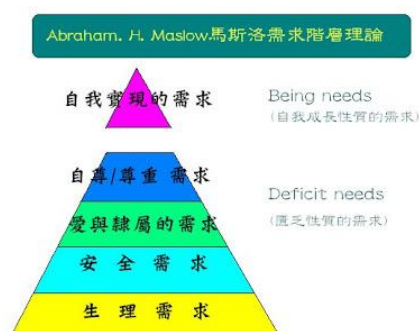 Abraham. H. Maslow馬斯洛需求階層理論
自我實現的需求
Being needs
(自我成長性質的需求)
自尊/尊重 需求
Deficit needs
愛與隸屬的需求
(匱乏性質的需求)
安 全 需 求
生 理 需 求